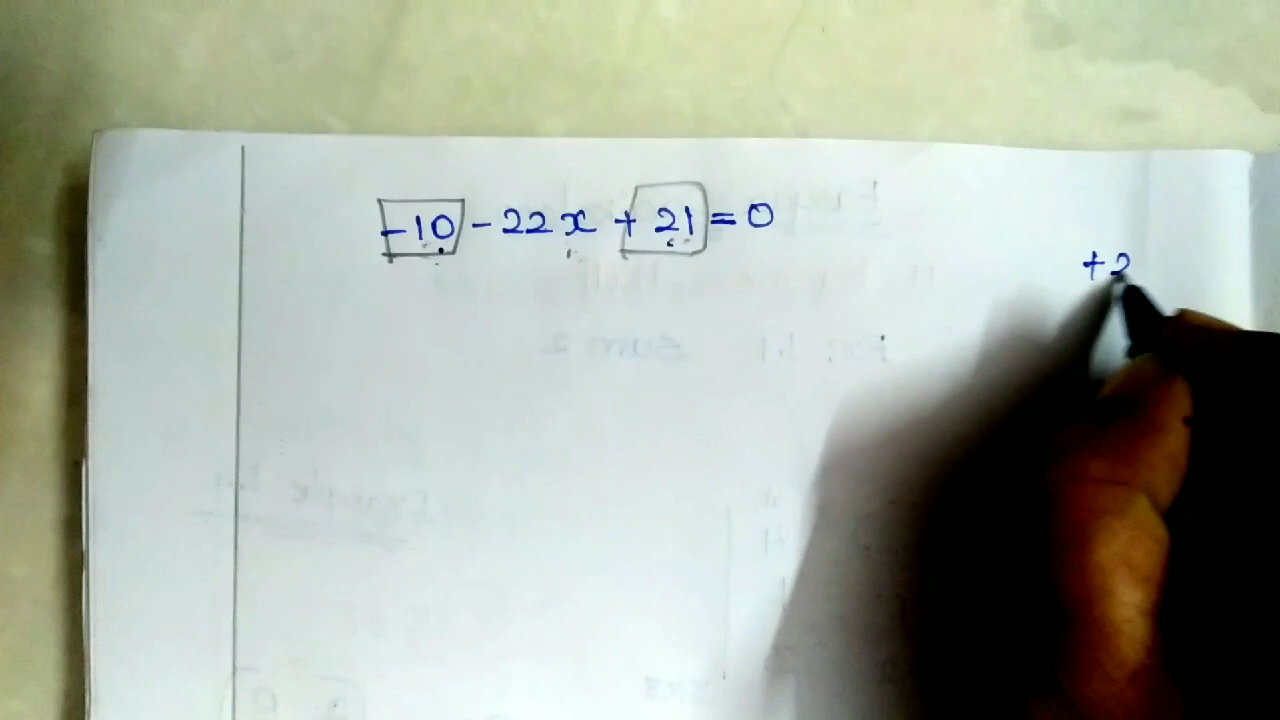 -10 - 22x + 21 = 0
+2